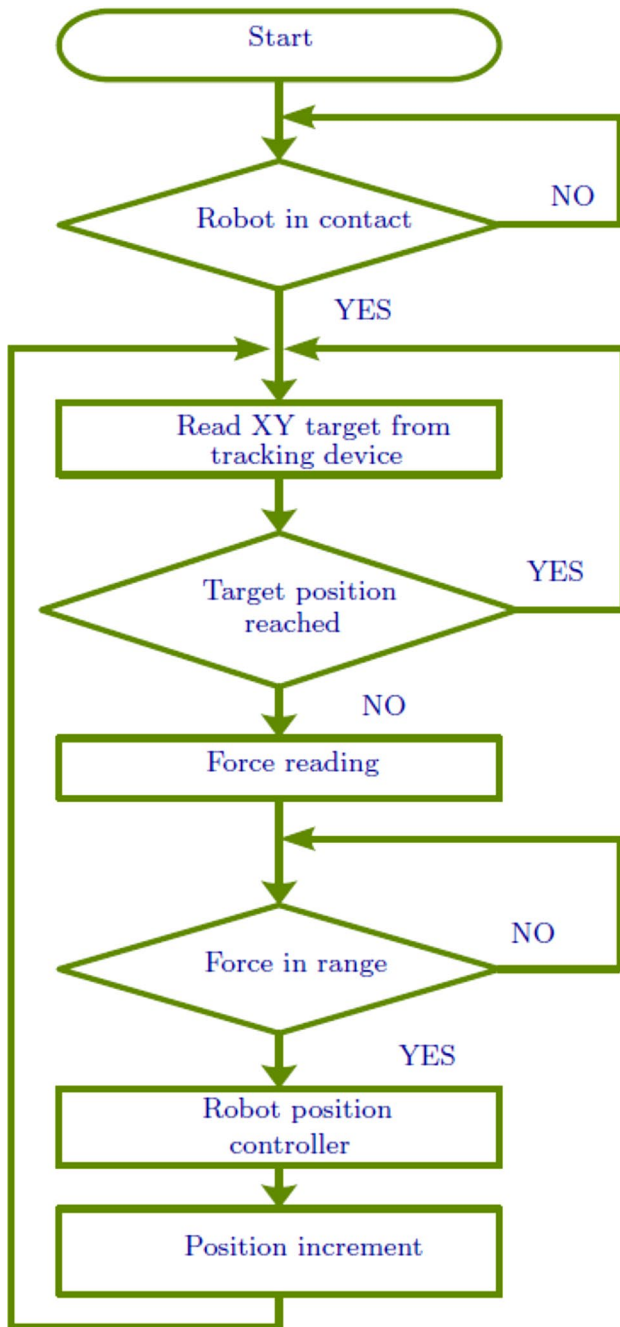 Start
Robot in contact
NO
YES
Read XY target from
tracking device
YES
Target position
reached
NO
Force reading
NO
Force in range
YES
Robot position
controller
Position increment